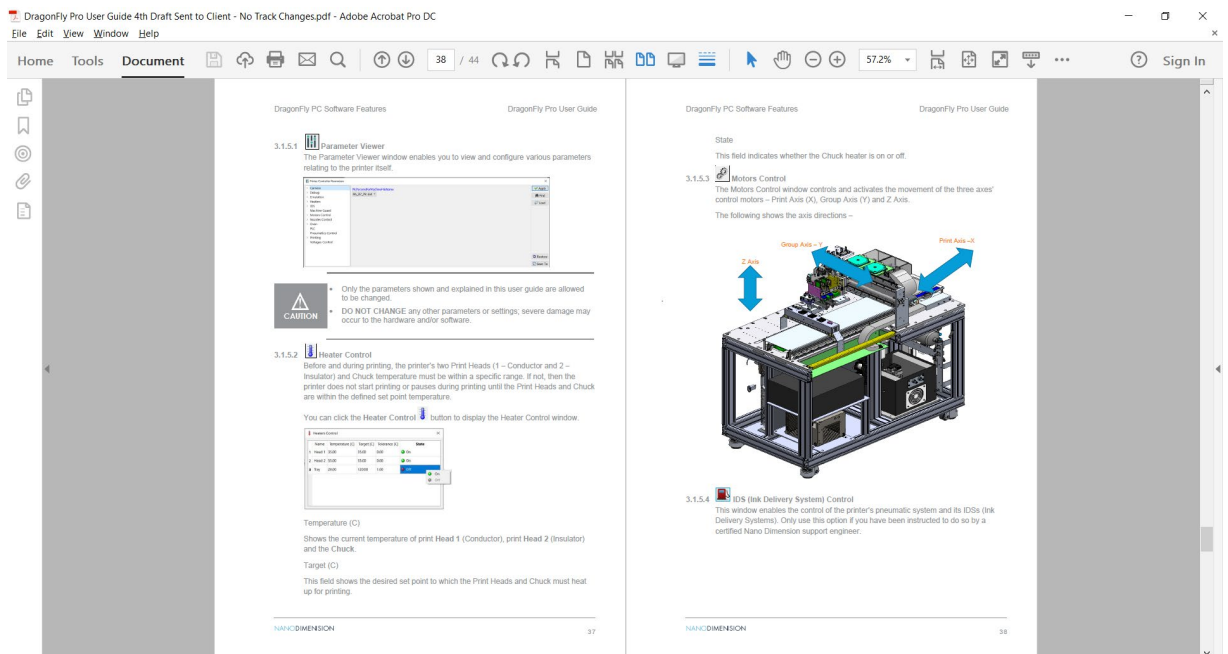 DragonFly Pro User Guide 4th Draft Sent to Client - No Track Changes.pdf - Adobe Acrobat Pro DC
File Edit View Window Help
Home Tools Document 38 / 44 57.2% Sign In
DragonFly PC Software Features DragonFly Pro User Guide
3.1.5.1 Parameter Viewer
The Parameter Viewer window enables you to view and configure various parameters
relating to the printer itself.
CAUTION
• Only the parameters shown and explained in this user guide are allowed
to be changed.
• DO NOT CHANGE any other parameters or settings; severe damage may
occur to the hardware and/or software.
3.1.5.2 Heater Control
Before and during printing, the printer's two Print Heads (1 – Conductor and 2 –
Insulator) and Chuck temperature must be within a specific range. If not, then the
printer does not start printing or pauses during printing until the Print Heads and Chuck
are within the defined set point temperature.
You can click the Heater Control button to display the Heater Control window.
Name Temperature (C) Target (C) Tolerance (C) State
Head 1
Head 2
Tray
Temperature (C)
Shows the current temperature of print Head 1 (Conductor), print Head 2 (Insulator)
and the Chuck.
Target (C)
This field shows the desired set point to which the Print Heads and Chuck must heat
up for printing.
NANODIMENSION 37
DragonFly PC Software Features DragonFly Pro User Guide
State
This field indicates whether the Chuck heater is on or off.
3.1.5.3 Motors Control
The Motors Control window controls and activates the movement of the three axes'
control motors – Print Axis (X), Group Axis (Y) and Z Axis.
The following shows the axis directions –
Group Axis – Y
Print Axis –X
Z Axis
3.1.5.4 IDS (Ink Delivery System) Control
This window enables the control of the printer's pneumatic system and its IDSs (Ink
Delivery Systems). Only use this option if you have been instructed to do so by a
certified Nano Dimension support engineer.
NANODIMENSION 38